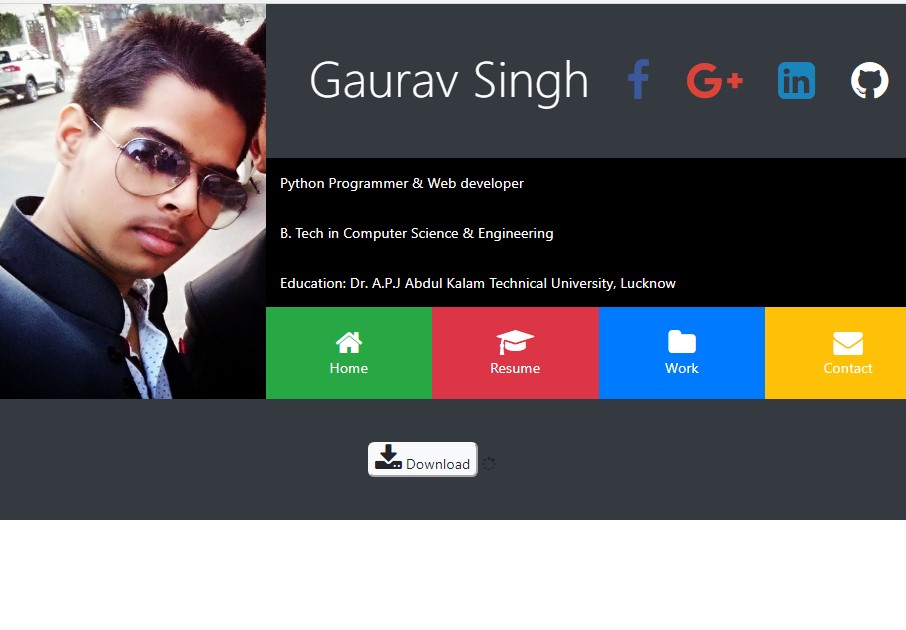 Gaurav Singh
Python Programmer & Web developer
B. Tech in Computer Science & Engineering
Education: Dr. A.P.J Abdul Kalam Technical University, Lucknow
Home
Resume
Work
Contact
Download